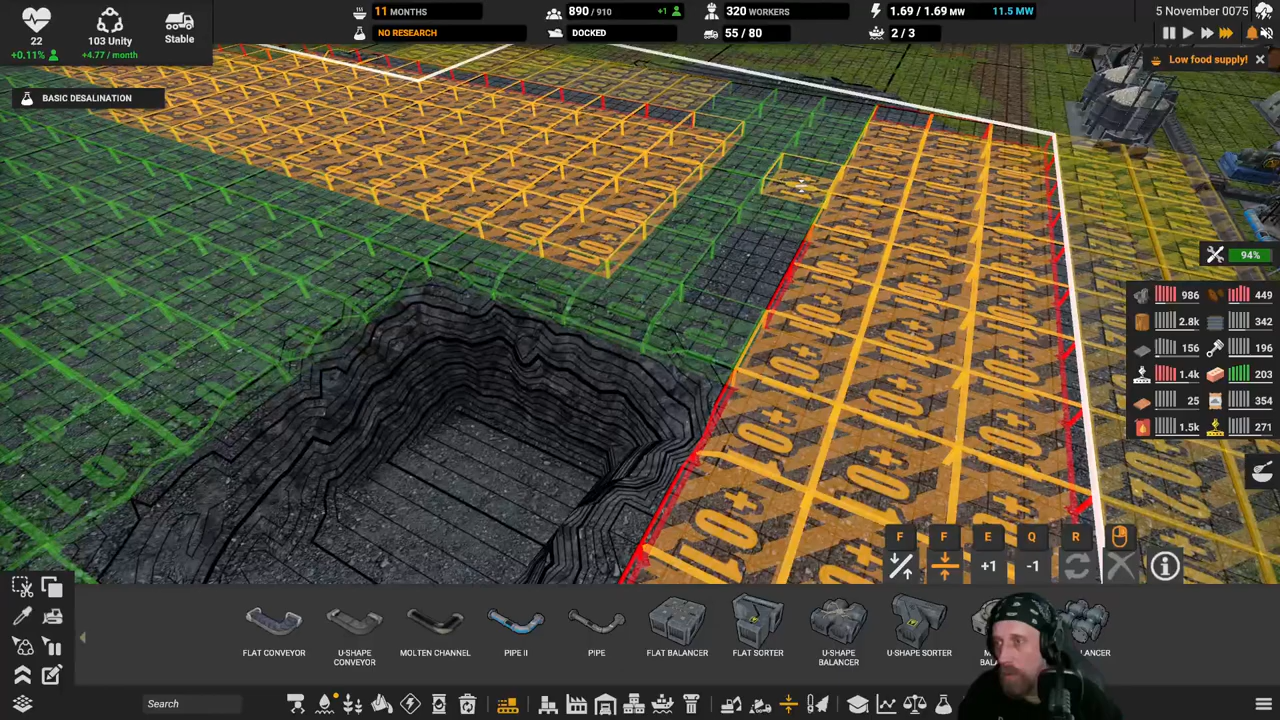 22
+0.11%
103 Unity
+4.77 / month
Stable
11 MONTHS
NO RESEARCH
890 / 910
+1
DOCKED
320 WORKERS
55 / 80
1.69 / 1.69 MW
11.5 MW
2 / 3
5 November 0075
Low food supply!
BASIC DESALINATION
94%
986
449
2.8k
342
156
196
1.4k
203
25
354
1.5k
271
F
F
E
Q
R
+1
-1
FLAT CONVEYOR
U-SHAPE
CONVEYOR
MOLTEN CHANNEL
PIPE II
PIPE
FLAT BALANCER
FLAT SORTER
U-SHAPE
BALANCER
U-SHAPE SORTER
Search